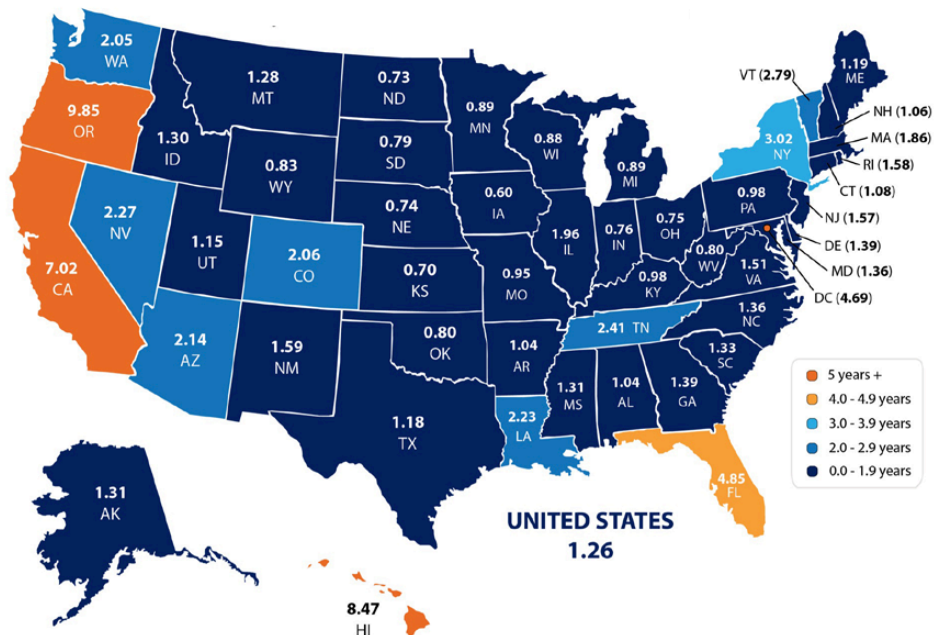 2.05
WA
9.85
OR
7.02
CA
2.27
NV
1.30
ID
1.28
MT
0.83
WY
1.15
UT
2.06
CO
2.14
AZ
1.59
NM
0.73
ND
0.79
SD
0.74
NE
0.70
KS
0.80
OK
1.18
TX
0.89
MN
0.60
IA
0.95
MO
1.04
AR
2.23
LA
0.88
WI
1.96
IL
0.89
MI
0.76
IN
0.75
OH
0.98
KY
2.41 TN
1.31
MS
1.04
AL
1.39
GA
4.85
FL
1.33
SC
1.36
NC
1.51
VA
0.80
WV
0.98
PA
3.02
NY
1.19
ME
VT (2.79)
NH (1.06)
MA (1.86)
RI (1.58)
CT (1.08)
NJ (1.57)
DE (1.39)
MD (1.36)
DC (4.69)
5 years +
4.0 - 4.9 years
3.0 - 3.9 years
2.0 - 2.9 years
0.0 - 1.9 years
1.31
AK
8.47
HI
UNITED STATES
1.26